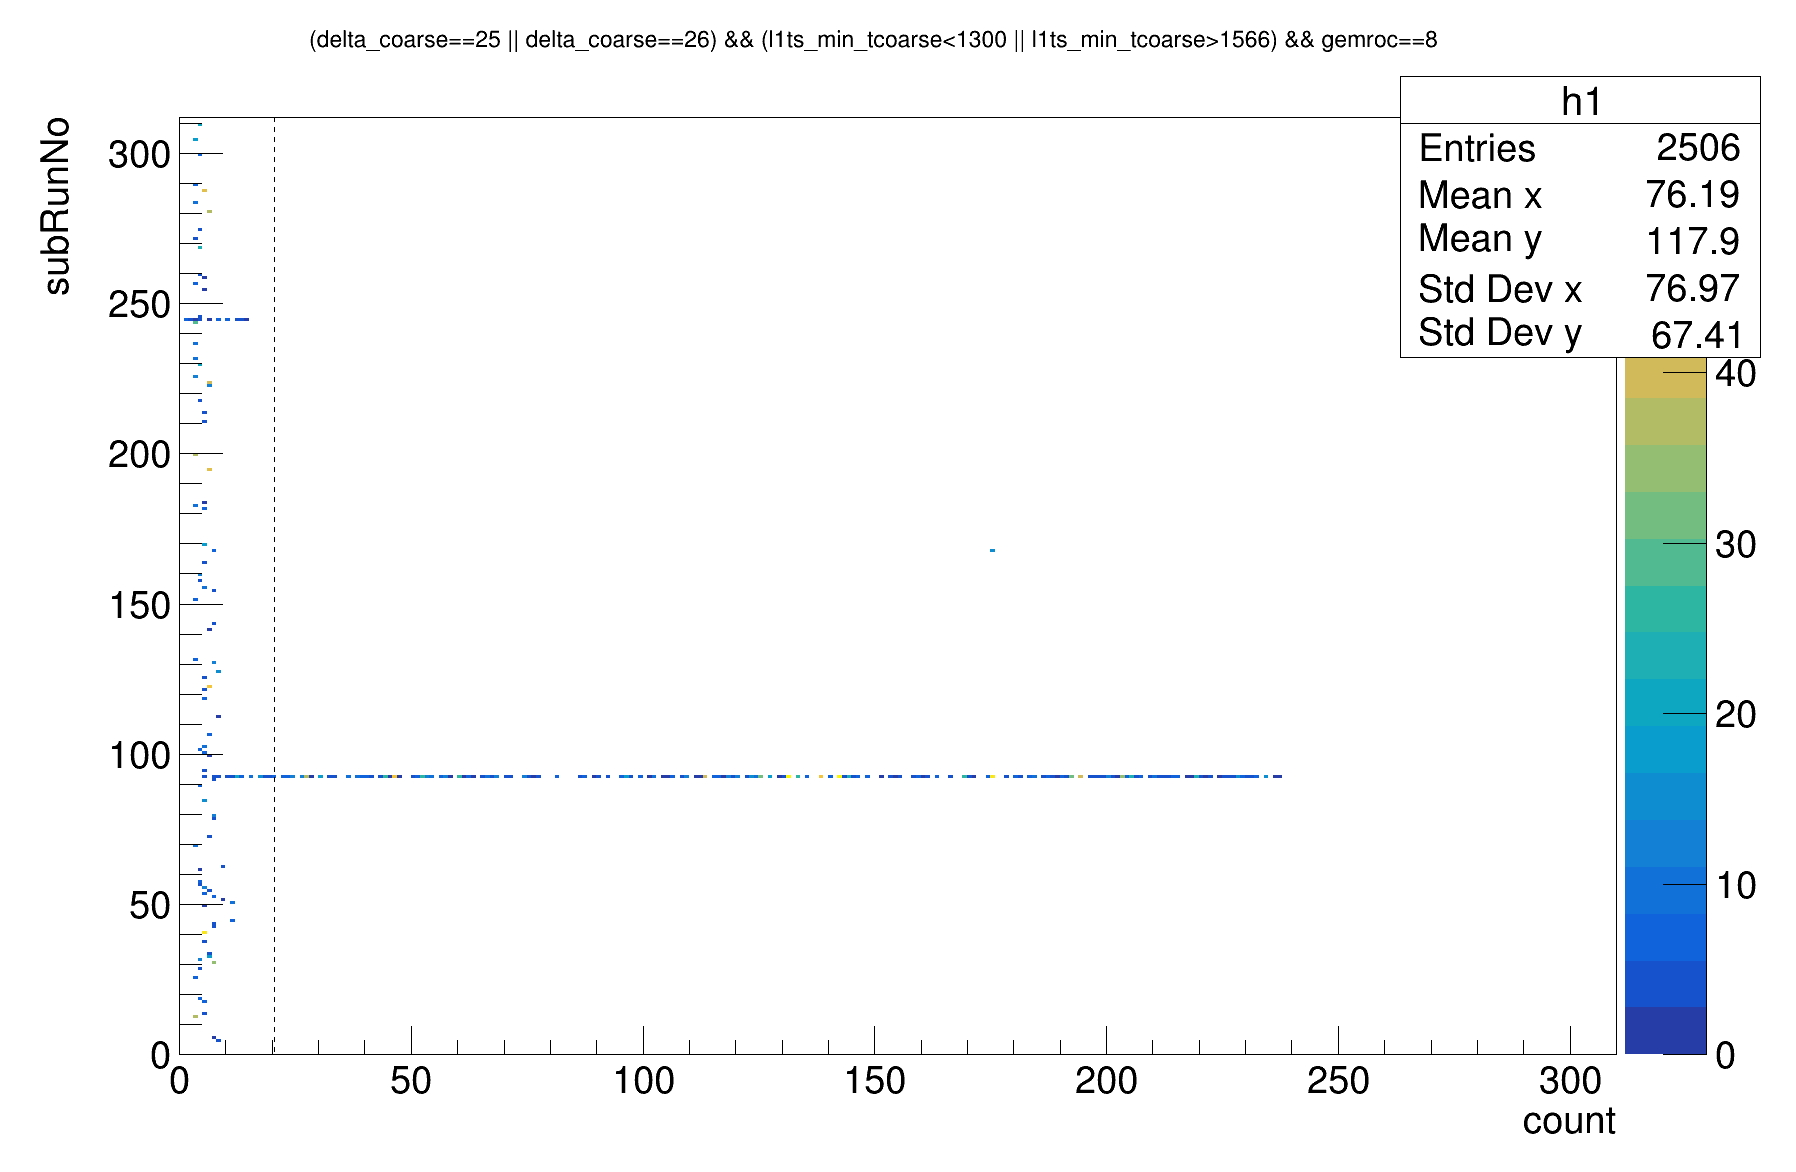 (delta_coarse==25 || delta_coarse==26) && (l1ts_min_tcoarse<1300 || l1ts_min_tcoarse>1566) && gemroc==8
h1
Entries 2506
Mean x 76.19
Mean y 117.9
Std Dev x 76.97
Std Dev y 67.41
subRunNo
300
250
200
150
100
50
0
40
30
20
10
0
0 50 100 150 200 250 300
count